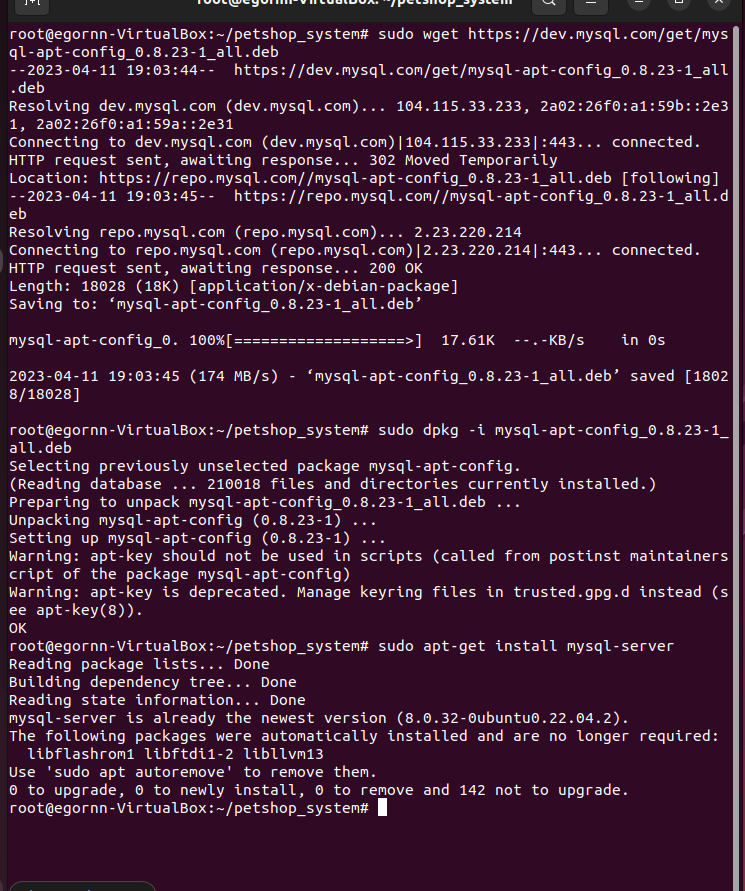 root@egornn-VirtualBox: ~/petshop_system
root@egornn-VirtualBox:~/petshop_system# sudo wget https://dev.mysql.com/get/mys
ql-apt-config_0.8.23-1_all.deb
--2023-04-11 19:03:44--  https://dev.mysql.com/get/mysql-apt-config_0.8.23-1_all
.deb
Resolving dev.mysql.com (dev.mysql.com)... 104.115.33.233, 2a02:26f0:a1:59b::2e3
1, 2a02:26f0:a1:59a::2e31
Connecting to dev.mysql.com (dev.mysql.com)|104.115.33.233|:443... connected.
HTTP request sent, awaiting response... 302 Moved Temporarily
Location: https://repo.mysql.com//mysql-apt-config_0.8.23-1_all.deb [following]
--2023-04-11 19:03:45--  https://repo.mysql.com//mysql-apt-config_0.8.23-1_all.d
eb
Resolving repo.mysql.com (repo.mysql.com)... 2.23.220.214
Connecting to repo.mysql.com (repo.mysql.com)|2.23.220.214|:443... connected.
HTTP request sent, awaiting response... 200 OK
Length: 18028 (18K) [application/x-debian-package]
Saving to: ‘mysql-apt-config_0.8.23-1_all.deb’
mysql-apt-config_0. 100%[===================>]  17.61K  --.-KB/s    in 0s
2023-04-11 19:03:45 (174 MB/s) - ‘mysql-apt-config_0.8.23-1_all.deb’ saved [1802
8/18028]
root@egornn-VirtualBox:~/petshop_system# sudo dpkg -i mysql-apt-config_0.8.23-1_
all.deb
Selecting previously unselected package mysql-apt-config.
(Reading database ... 210018 files and directories currently installed.)
Preparing to unpack mysql-apt-config_0.8.23-1_all.deb ...
Unpacking mysql-apt-config (0.8.23-1) ...
Setting up mysql-apt-config (0.8.23-1) ...
Warning: apt-key should not be used in scripts (called from postinst maintainers
cript of the package mysql-apt-config)
Warning: apt-key is deprecated. Manage keyring files in trusted.gpg.d instead (s
ee apt-key(8)).
OK
root@egornn-VirtualBox:~/petshop_system# sudo apt-get install mysql-server
Reading package lists... Done
Building dependency tree... Done
Reading state information... Done
mysql-server is already the newest version (8.0.32-0ubuntu0.22.04.2).
The following packages were automatically installed and are no longer required:
  libflashrom1 libftdi1-2 libllvm13
Use 'sudo apt autoremove' to remove them.
0 to upgrade, 0 to newly install, 0 to remove and 142 not to upgrade.
root@egornn-VirtualBox:~/petshop_system#